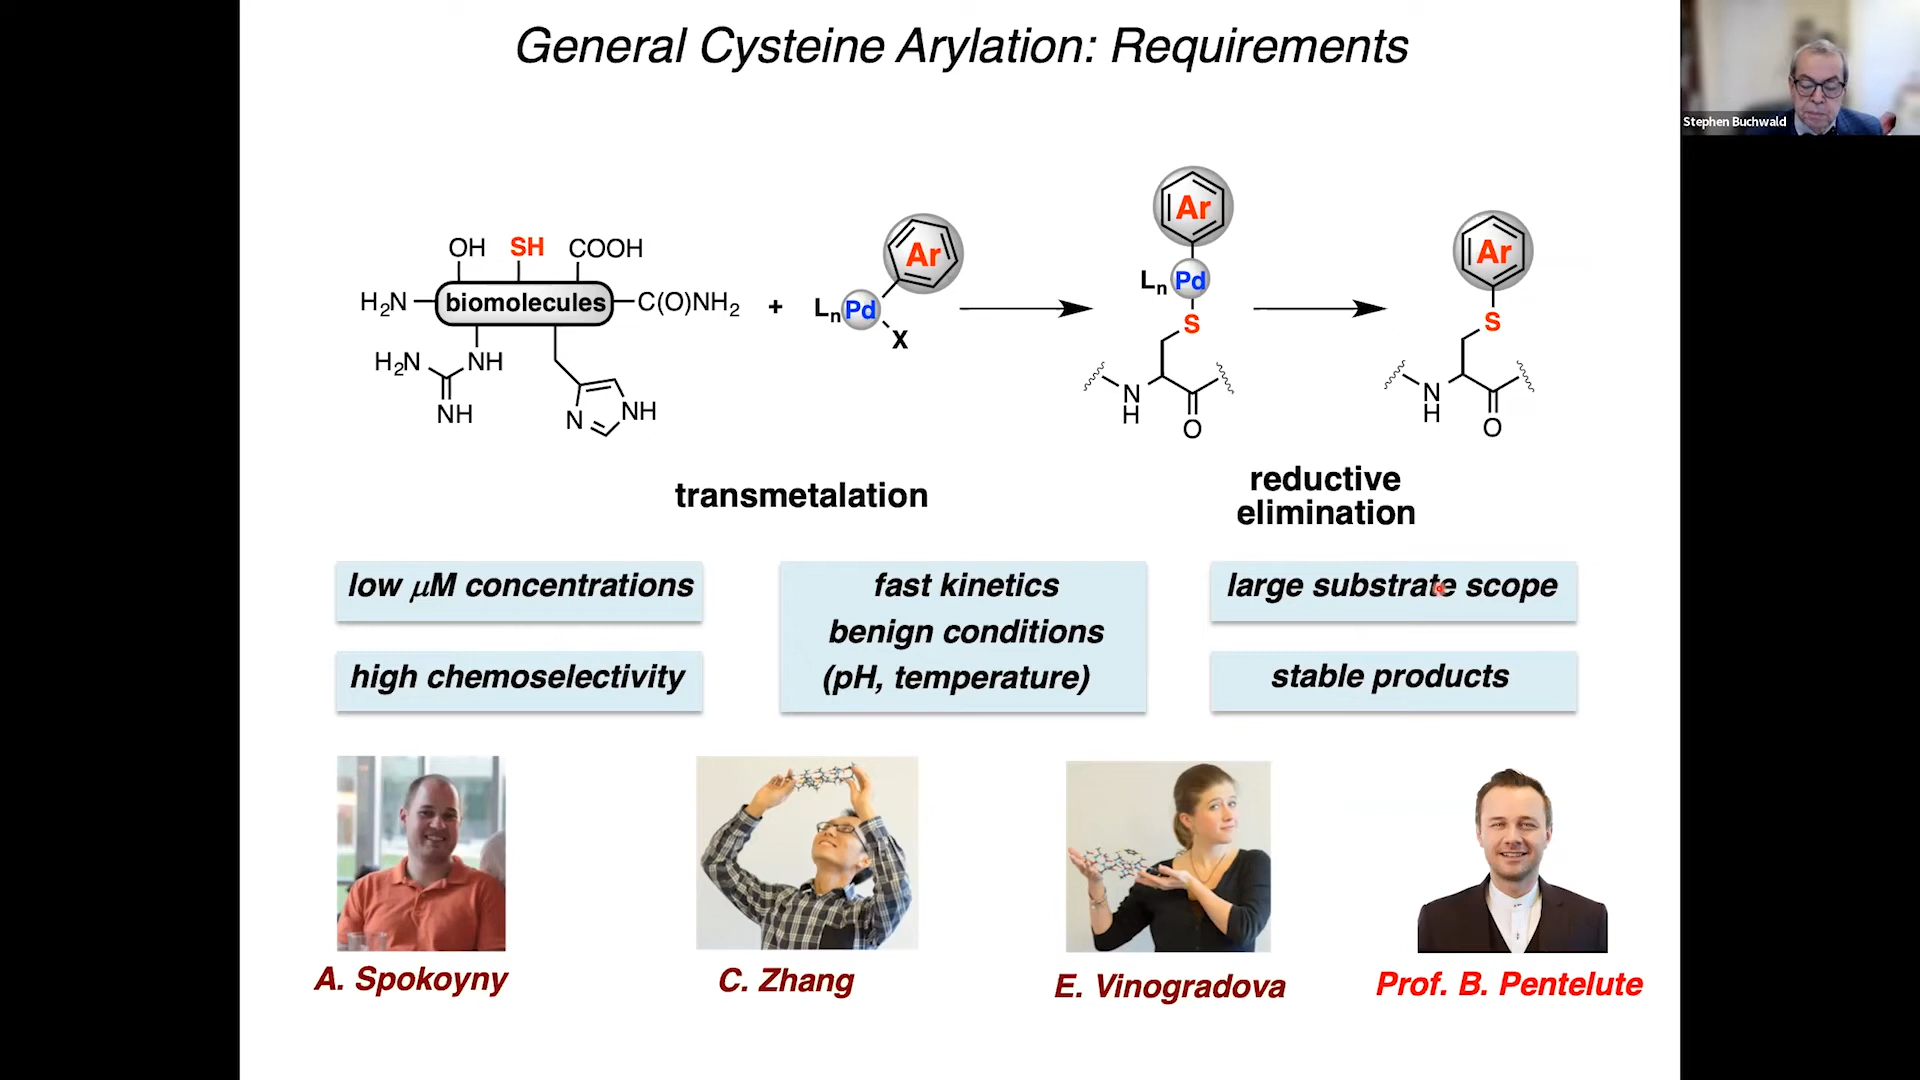 General Cysteine Arylation: Requirements
Stephen Buchwald
OH SH COOH
H2N biomolecules C(O)NH2
H2N NH
NH
N NH
+
LnPd Ar
X
Ar
Ln Pd
S
N
H
O
Ar
S
N
H
O
transmetalation
reductive
elimination
low µM concentrations
high chemoselectivity
fast kinetics
benign conditions
(pH, temperature)
large substrate scope
stable products
A. Spokoyny
C. Zhang
E. Vinogradova
Prof. B. Pentelute